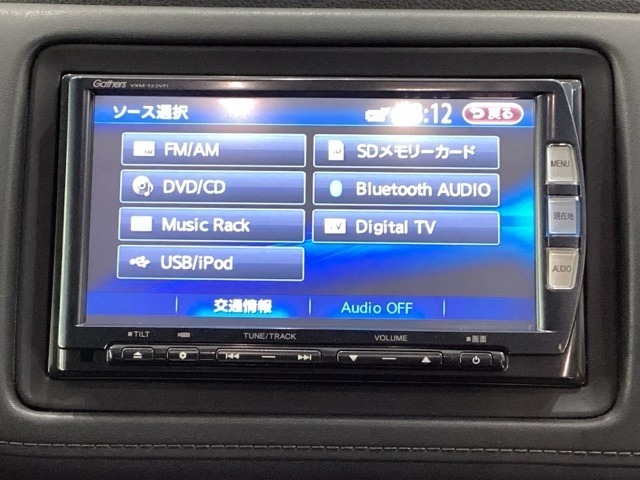 Gathers
ソース選択
:12
戻る
FM/AM
SDメモリーカード
DVD/CD
Bluetooth AUDIO
Music Rack
Digital TV
USB/iPod
交通情報
Audio OFF
MENU
現在地
AUDIO
TILT
TUNE/TRACK
VOLUME
画面